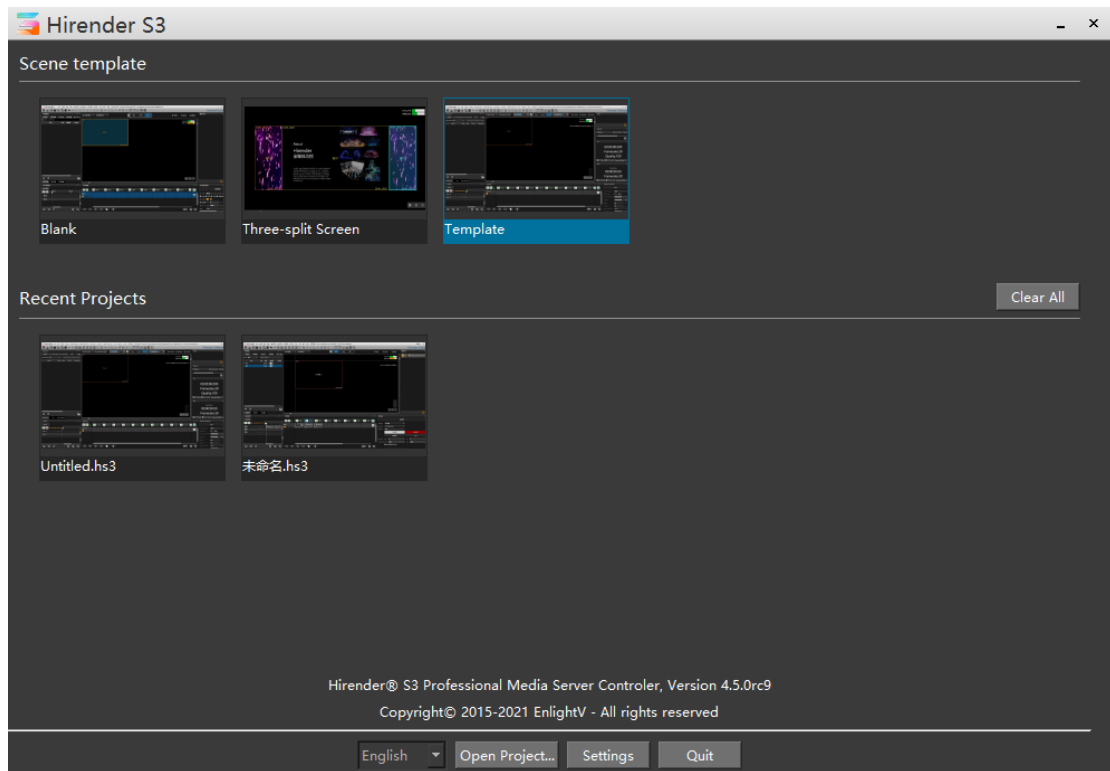 Hirender S3
Scene template
Blank
Three-split Screen
Template
Recent Projects
Clear All
Untitled.hs3
未命名.hs3
Hirender® S3 Professional Media Server Controler, Version 4.5.0rc9
Copyright© 2015-2021 EnlightV - All rights reserved
English
Open Project...
Settings
Quit